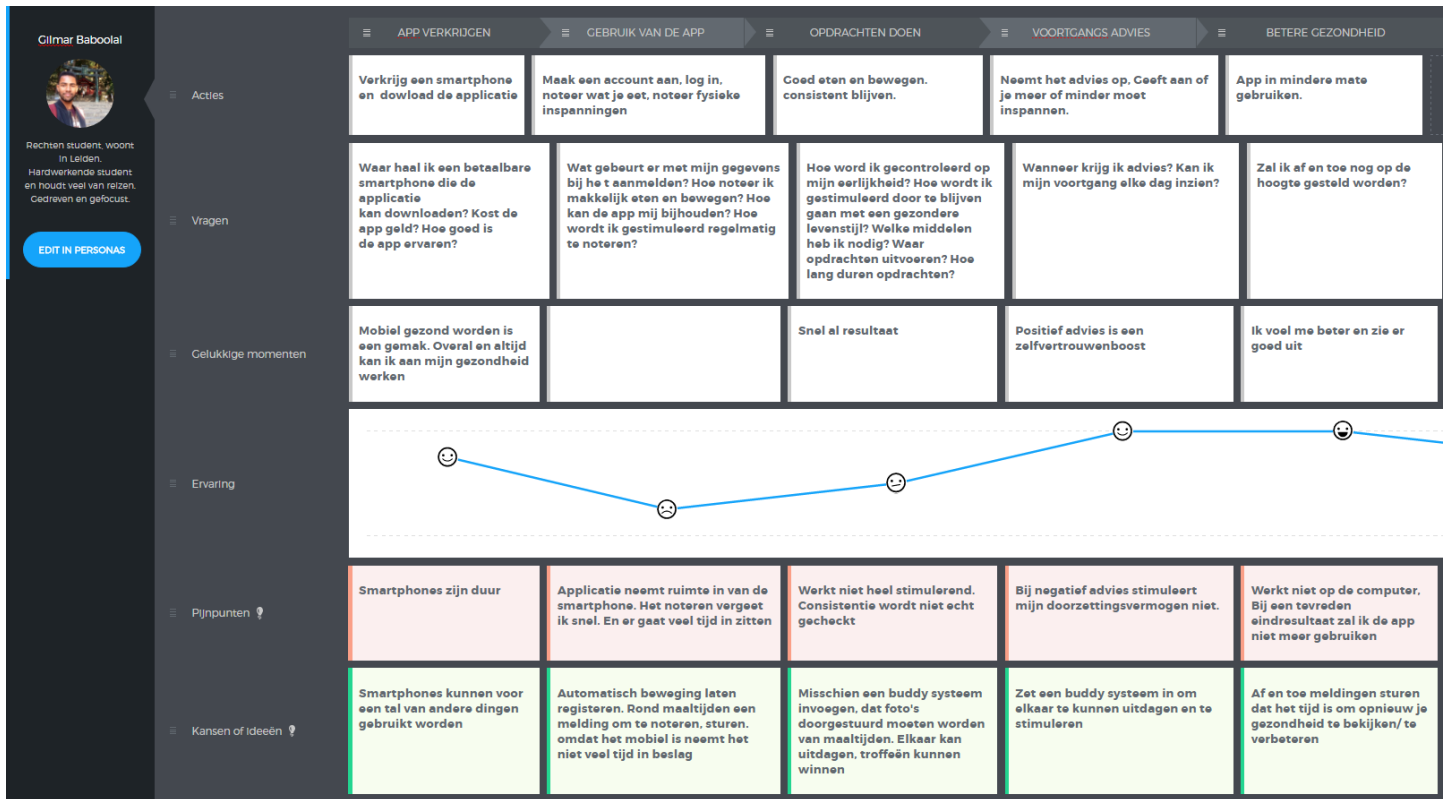 Gilmar Baboolal
Rechten student, woont
in Leiden.
Hardwerkende student
en houdt veel van reizen.
Gedreven en gefocust.
EDIT IN PERSONAS
APP VERKRIJGEN
GEBRUIK VAN DE APP
OPDRACHTEN DOEN
VOORTGANGS ADVIES
BETERE GEZONDHEID
Acties
Verkrijg een smartphone
en dowload de applicatie
Maak een account aan, log in,
noteer wat je eet, noteer fysieke
inspanningen
Goed eten en bewegen.
consistent blijven.
Neemt het advies op, Geeft aan of
je meer of minder moet
inspannen.
App in mindere mate
gebruiken.
Vragen
Waar haal ik een betaalbare
smartphone die de
applicatie
kan downloaden? Kost de
app geld? Hoe goed is
de app ervaren?
Wat gebeurt er met mijn gegevens
bij he t aanmelden? Hoe noteer ik
makkelijk eten en bewegen? Hoe
kan de app mij bijhouden? Hoe
wordt ik gestimuleerd regelmatig
te noteren?
Hoe word ik gecontroleerd op
mijn eerlijkheid? Hoe wordt ik
gestimuleerd door te blijven
gaan met een gezondere
levenstijl? Welke middelen
heb ik nodig? Waar
opdrachten uitvoeren? Hoe
lang duren opdrachten?
Wanneer krijg ik advies? Kan ik
mijn voortgang elke dag inzien?
Zal ik af en toe nog op de
hoogte gesteld worden?
Gelukkige momenten
Mobiel gezond worden is
een gemak. Overal en altijd
kan ik aan mijn gezondheid
werken
Snel al resultaat
Positief advies is een
zelfvertrouwenboost
Ik voel me beter en zie er
goed uit
Ervaring
Pijnpunten
Smartphones zijn duur
Applicatie neemt ruimte in van de
smartphone. Het noteren vergeet
ik snel. En er gaat veel tijd in zitten
Werkt niet heel stimulerend.
Consistentie wordt niet echt
gecheckt
Bij negatief advies stimuleert
mijn doorzettingsvermogen niet.
Werkt niet op de computer,
Bij een tevreden
eindresultaat zal ik de app
niet meer gebruiken
Kansen of Ideeën
Smartphones kunnen voor
een tal van andere dingen
gebruikt worden
Automatisch beweging laten
registeren. Rond maaltijden een
melding om te noteren, sturen.
omdat het mobiel is neemt het
niet veel tijd in beslag
Misschien een buddy systeem
invoegen, dat foto's
doorgestuurd moeten worden
van maaltijden. Elkaar kan
uitdagen, troffeën kunnen
winnen
Zet een buddy systeem in om
elkaar te kunnen uitdagen en te
stimuleren
Af en toe meldingen sturen
dat het tijd is om opnieuw je
gezondheid te bekijken/ te
verbeteren